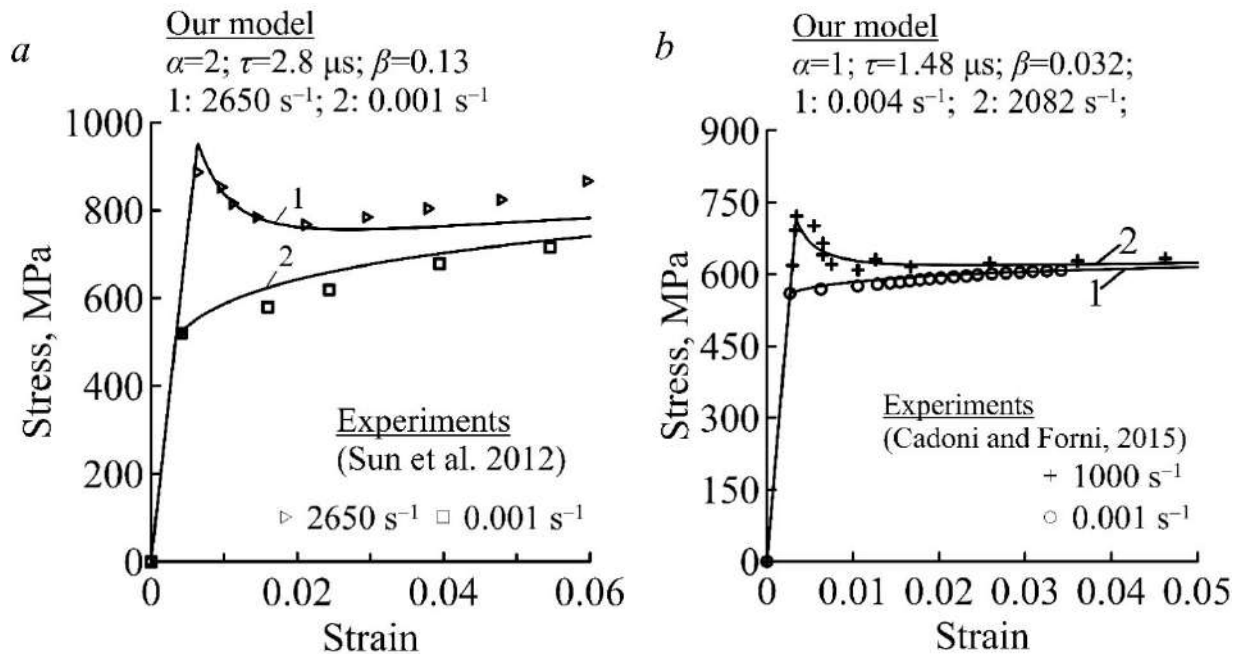 a
Our model
α=2; τ=2.8 μs; β=0.13
1: 2650 s⁻¹; 2: 0.001 s⁻¹
1000
800
600
400
200
0
Stress, MPa
1
2
Experiments
(Sun et al. 2012)
2650 s⁻¹ 0.001 s⁻¹
0 0.02 0.04 0.06
Strain
b
Our model
α=1; τ=1.48 μs; β=0.032;
1: 0.004 s⁻¹; 2: 2082 s⁻¹;
900
750
600
450
300
150
0
Stress, MPa
2
1
Experiments
(Cadoni and Forni, 2015)
1000 s⁻¹
0.001 s⁻¹
0 0.01 0.02 0.03 0.04 0.05
Strain